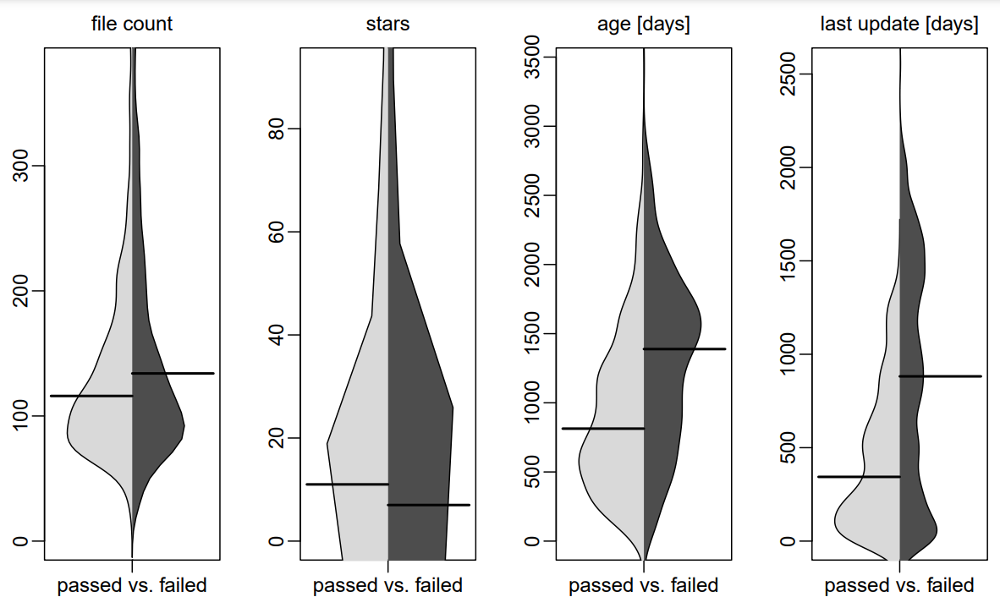 file count
300
200
100
0
passed vs. failed
stars
80
60
40
20
0
passed vs. failed
age [days]
3500
3000
2500
2000
1500
1000
500
0
passed vs. failed
last update [days]
2500
2000
1500
1000
500
0
passed vs. failed